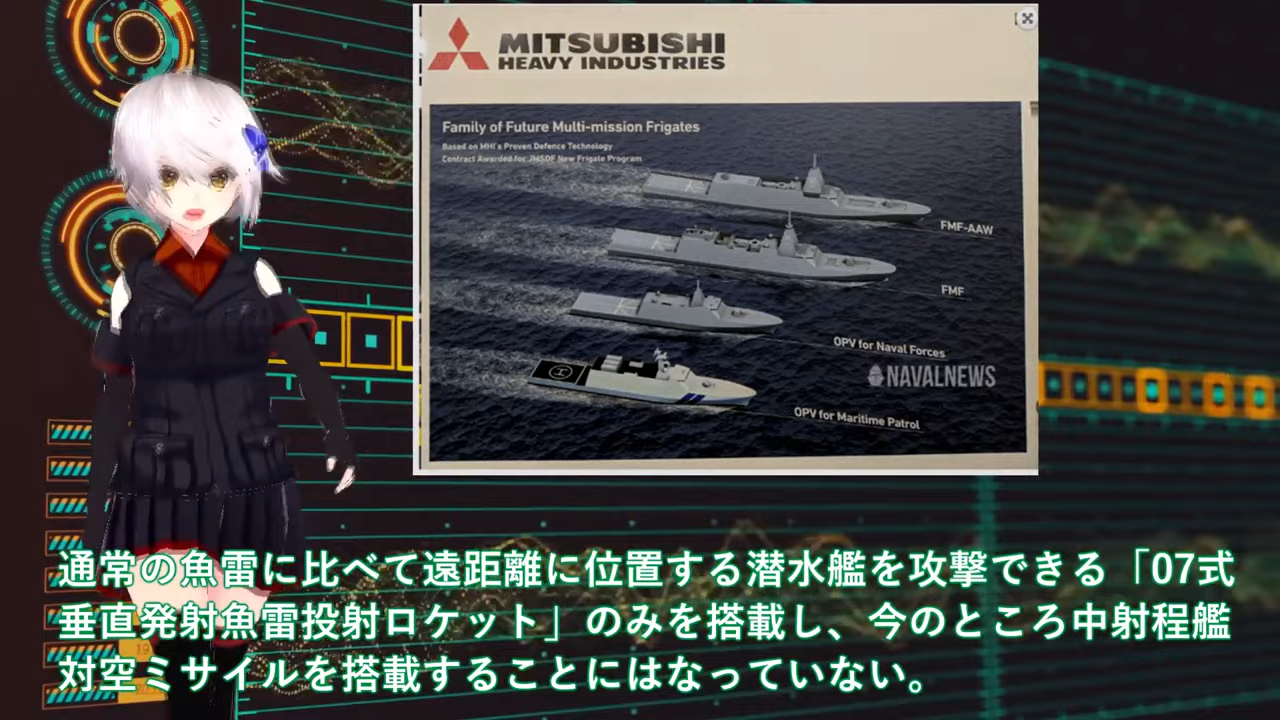 MITSUBISHI
HEAVY INDUSTRIES
Family of Future Multi-mission Frigates
Based on MHI's Proven Defence Technology
Contract Awarded for JMSDF New Frigate Program
FMF-AAW
FMF
OPV for Naval Forces
NAVALNEWS
OPV for Maritime Patrol
通常の魚雷に比べて遠距離に位置する潜水艦を攻撃できる「07式
垂直発射魚雷投射ロケット」のみを搭載し、今のところ中射程艦
対空ミサイルを搭載することにはなっていない。